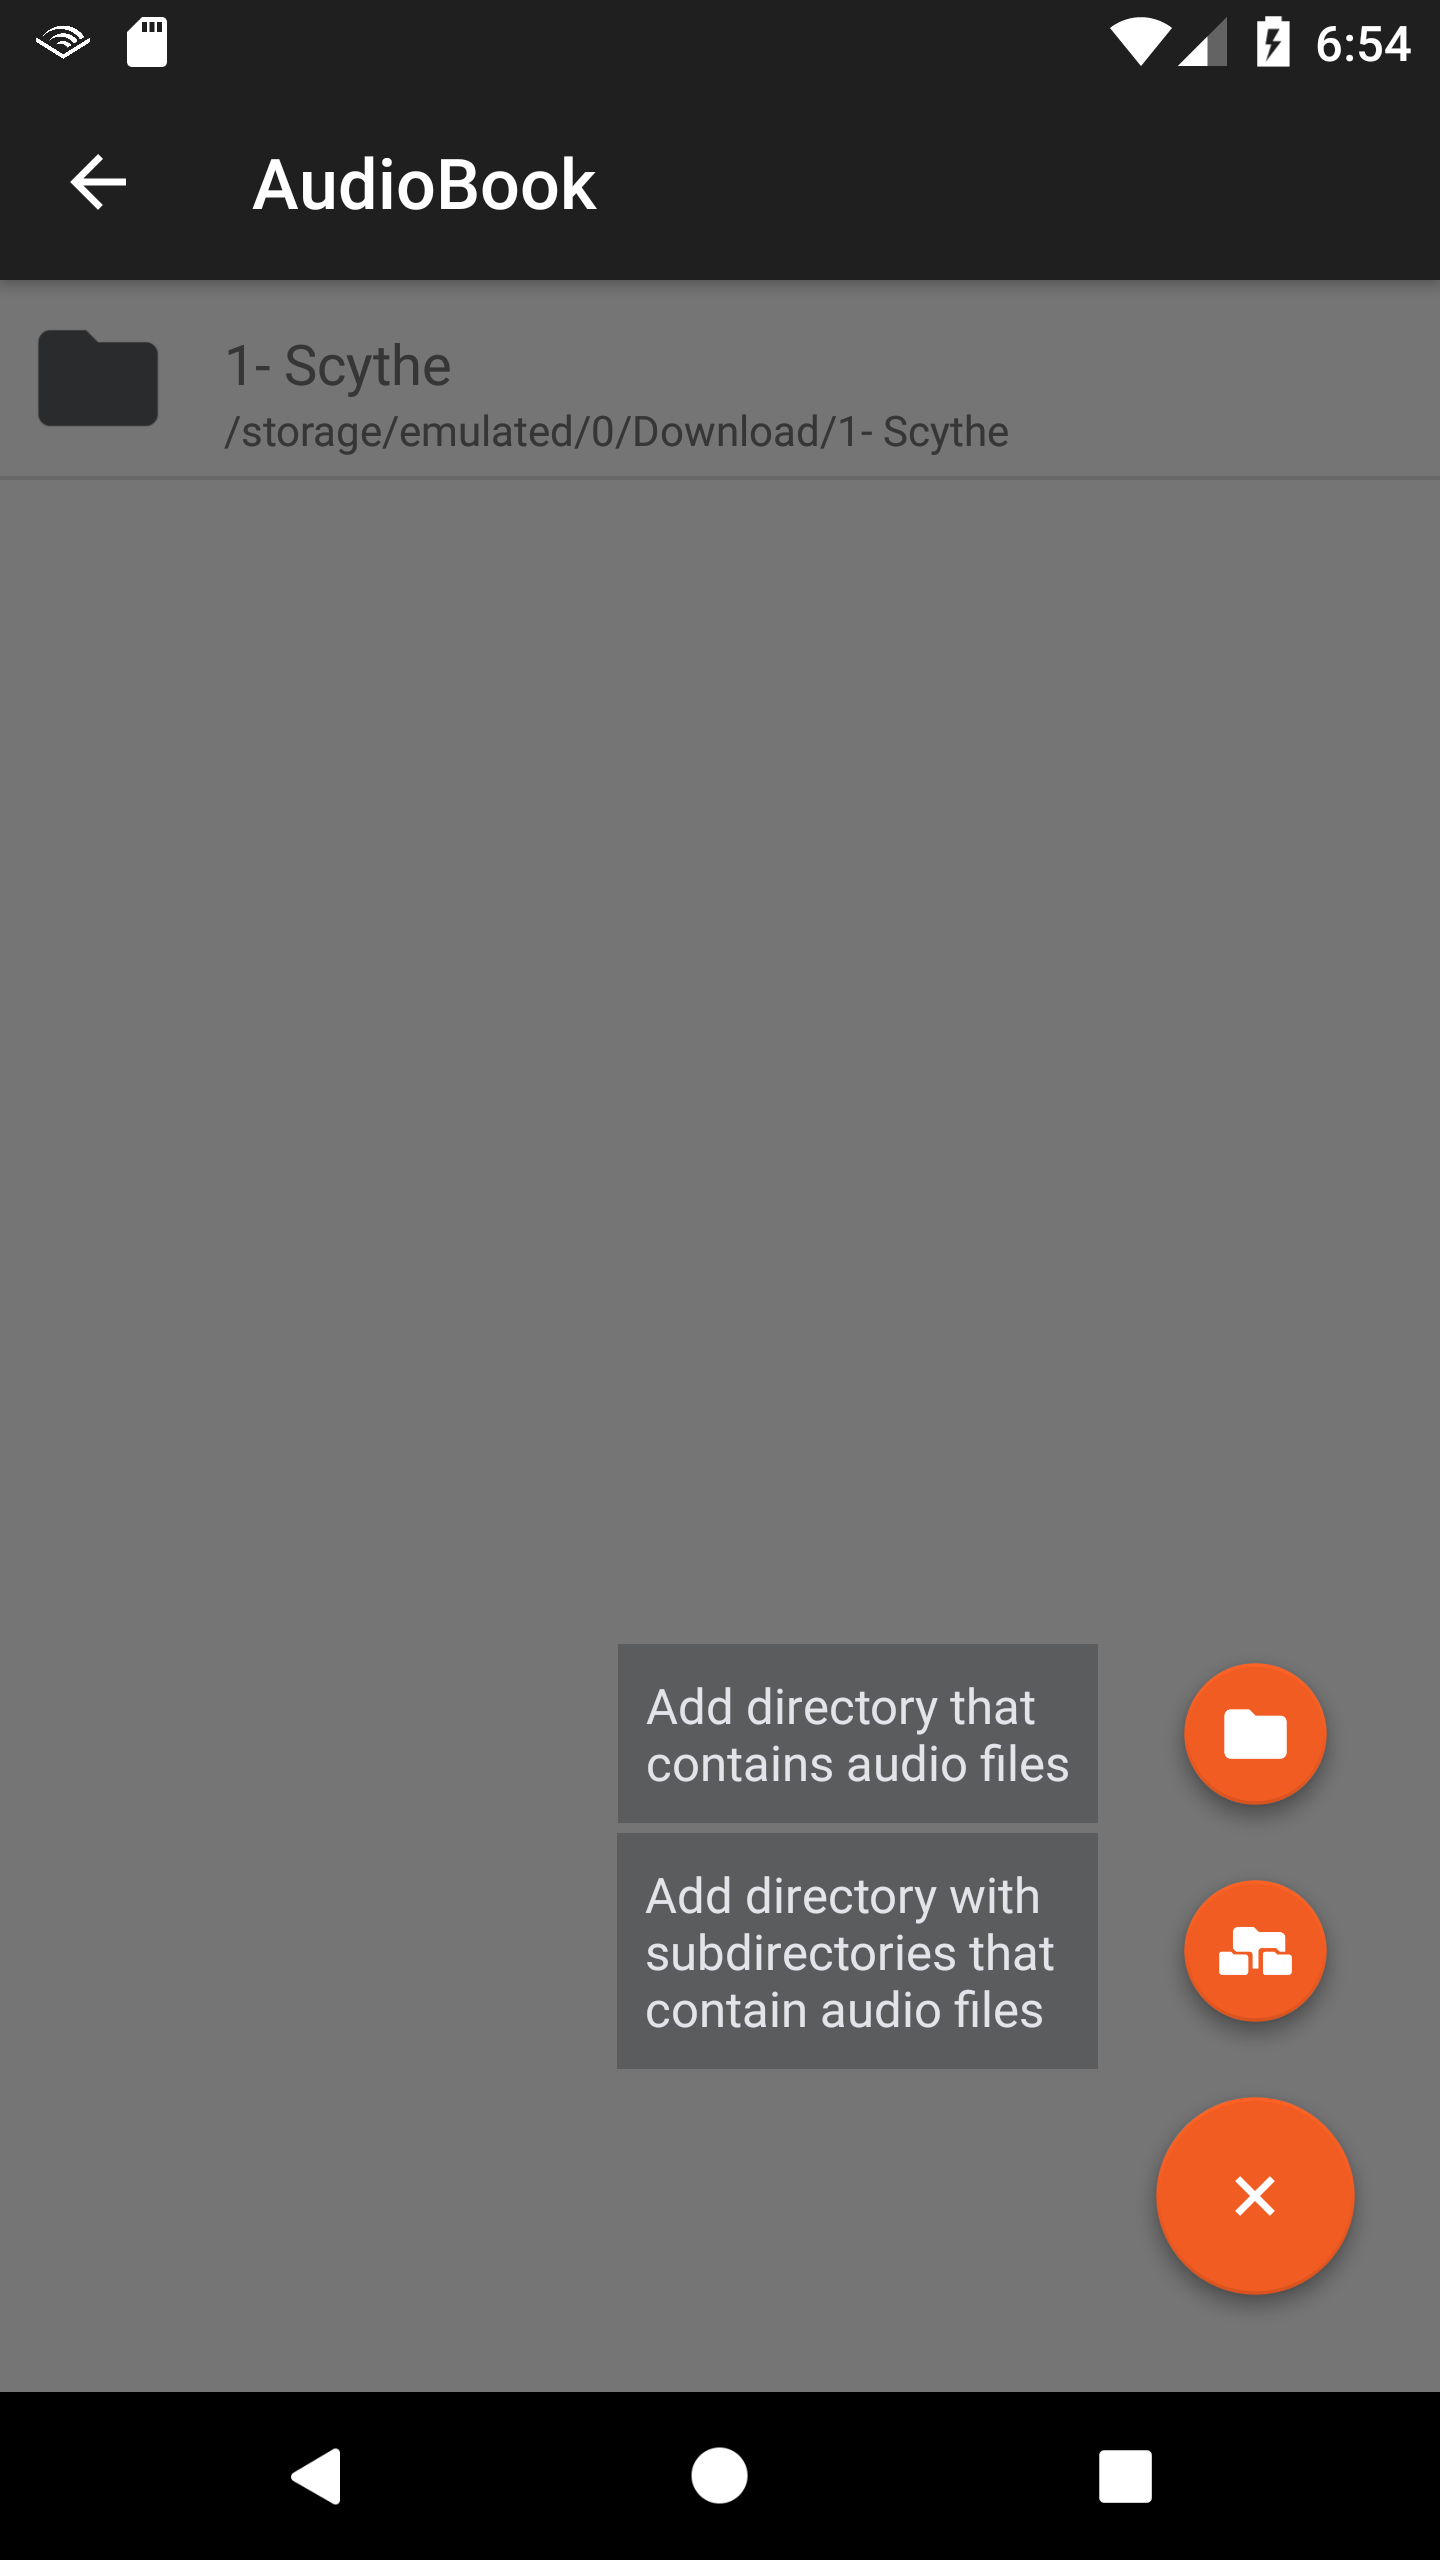 6:54
AudioBook
1- Scythe
/storage/emulated/0/Download/1- Scythe
Add directory that
contains audio files
Add directory with
subdirectories that
contain audio files